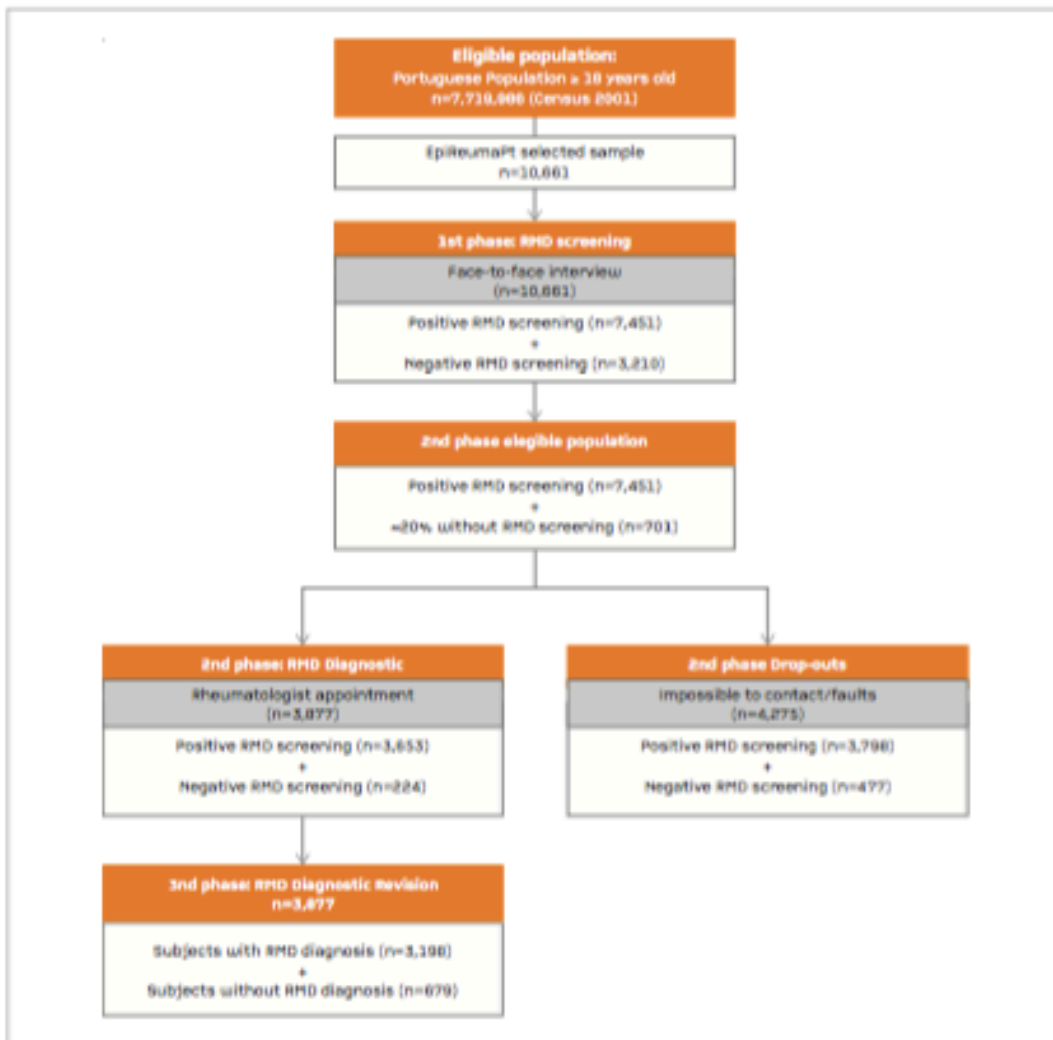 Eligible population:
Portuguese Population ≥ 18 years old
(Census 2001)
EpiReumaPt selected sample
n=10,661
1st phase: RMD screening
Face-to-face interview
(n=10,661)
Positive RMD screening (n=7,451)
+
Negative RMD screening (n=3,210)
2nd phase elegible population
Positive RMD screening (n=7,451)
+
≈20% without RMD screening (n=701)
2nd phase: RMD Diagnostic
Rheumatologist appointment
(n=3,877)
Positive RMD screening (n=3,653)
+
Negative RMD screening (n=224)
2nd phase Drop-outs
Impossible to contact/faults
(n=4,275)
Positive RMD screening (n=3,798)
+
Negative RMD screening (n=477)
3nd phase: RMD Diagnostic Revision
n=3,877
Subjects with RMD diagnosis (n=3,198)
+
Subjects without RMD diagnosis (n=679)